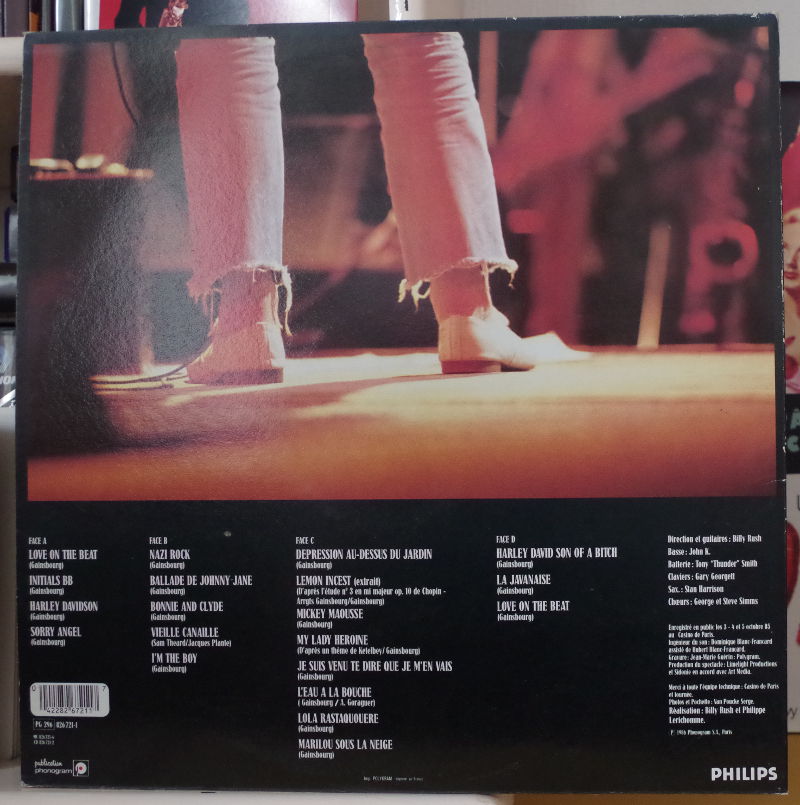 FACE A
LOVE ON THE BEAT
(Gainsbourg)
INITIALS BB
(Gainsbourg)
HARLEY DAVIDSON
(Gainsbourg)
SORRY ANGEL
(Gainsbourg)
FACE B
NAZI ROCK
(Gainsbourg)
BALLADE DE JOHNNY-JANE
(Gainsbourg)
BONNIE AND CLYDE
(Gainsbourg)
VIEILLE CANAILLE
(Sam Theard/Jacques Plante)
I'M THE BOY
(Gainsbourg)
FACE C
DEPRESSION AU-DESSUS DU JARDIN
(Gainsbourg)
LEMON INCEST (extrait)
(D'après l'étude n° 3 en mi majeur op. 10 de Chopin -
Arrgts Gainsbourg/Gainsbourg)
MICKEY MAOUSSE
(Gainsbourg)
MY LADY HEROINE
(D'après un thème de Ketelbey/Gainsbourg)
JE SUIS VENU TE DIRE QUE JE M'EN VAIS
(Gainsbourg)
L'EAU A LA BOUCHE
(Gainsbourg / A. Goraguer)
LOLA RASTAQUOUERE
(Gainsbourg)
MARILOU SOUS LA NEIGE
(Gainsbourg)
FACE D
HARLEY DAVID SON OF A BITCH
(Gainsbourg)
LA JAVANAISE
(Gainsbourg)
LOVE ON THE BEAT
(Gainsbourg)
Direction et guitares : Billy Rush
Basse : John K.
Batterie : Tony "Thunder" Smith
Claviers : Gary Georgett
Sax. : Stan Harrison
Chœurs : George et Steve Simms
Enregistré en public les 3 - 4 et 5 octobre 85
au Casino de Paris.
Ingénieur du son : Dominique Blanc-Francard
assisté de Hubert Blanc-Francard.
Gravure : Jean-Marie Guérin : Polygram.
Production du spectacle : Limelight Productions
et Sidonie en accord avec Art Media.
Merci à toute l'équipe technique : Casino de Paris
et tournée.
Photos et Pochette : San Poucke Serge.
Réalisation : Billy Rush et Philippe
Lerichomme.
℗ 1986 Phonogram S.A., Paris
0 42282 67211 7
PG 296 826 721-1
publication
phonogram
Imp. POLYGRAM
PHILIPS